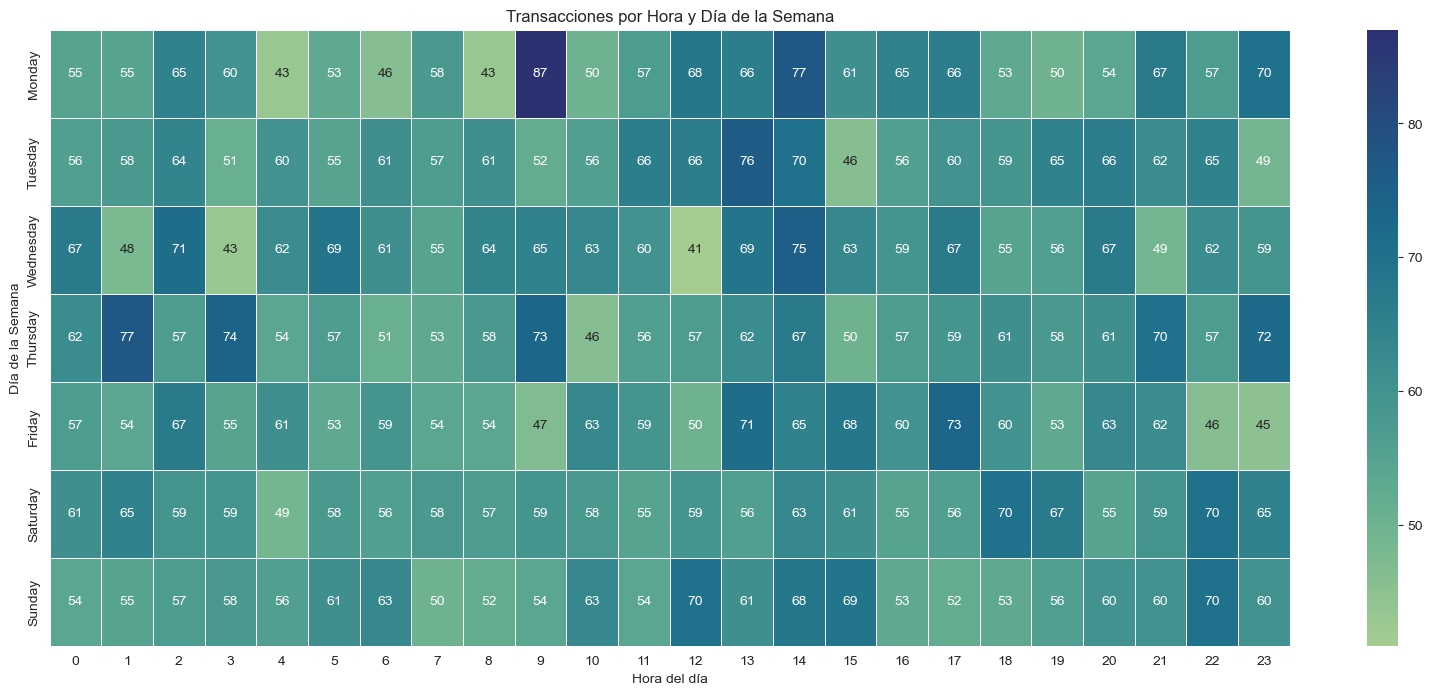 Transacciones por Hora y Día de la Semana
Monday 55 55 65 60 43 53 46 58 43 87 50 57 68 66 77 61 65 66 53 50 54 67 57 70
Tuesday 56 58 64 51 60 55 61 57 61 52 56 66 66 76 70 46 56 60 59 65 66 62 65 49
Wednesday 67 48 71 43 62 69 61 55 64 65 63 60 41 69 75 63 59 67 55 56 67 49 62 59
Thursday 62 77 57 74 54 57 51 53 58 73 46 56 57 62 67 50 57 59 61 58 61 70 57 72
Friday 57 54 67 55 61 53 59 54 54 47 63 59 50 71 65 68 60 73 60 53 63 62 46 45
Saturday 61 65 59 59 49 58 56 58 57 59 58 55 59 56 63 61 55 56 70 67 55 59 70 65
Sunday 54 55 57 58 56 61 63 50 52 54 63 54 70 61 68 69 53 52 53 56 60 60 70 60
0 1 2 3 4 5 6 7 8 9 10 11 12 13 14 15 16 17 18 19 20 21 22 23
Hora del día
Día de la Semana
80
70
60
50